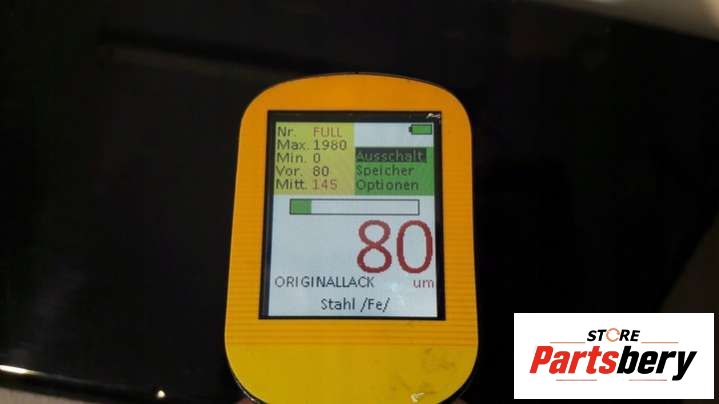 Nr. FULL
Max. 1980
Min. 0
Vor. 80
Mitt. 145
Ausschalt.
Speicher
Optionen
80
um
ORIGINALLACK
Stahl /Fe/
STORE
Partsbery